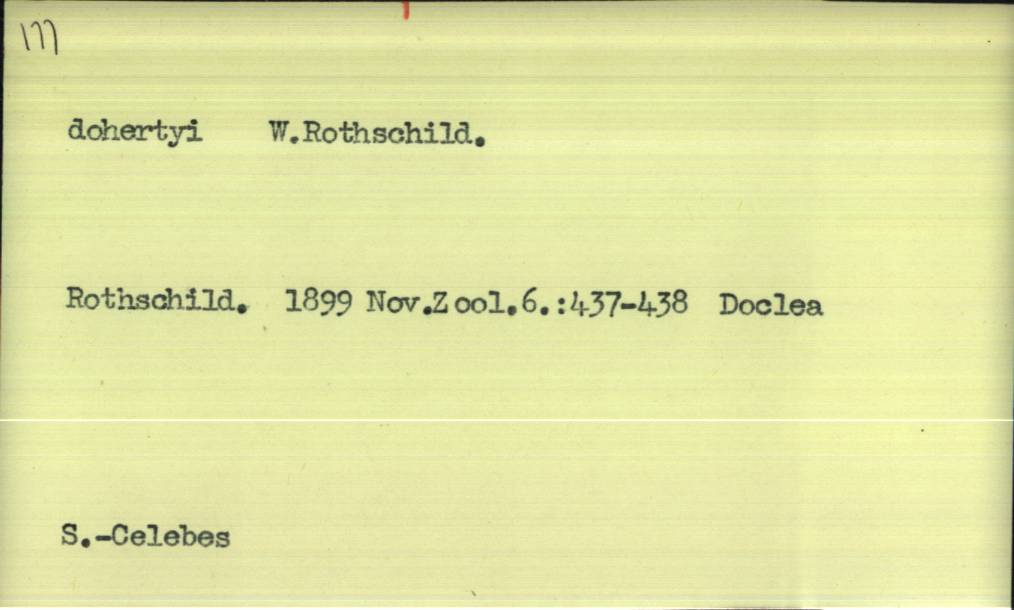 177
dohertyi W.Rothschild.
Rothschild. 1899 Nov.Zool.6.:437-438 Doclea
S.-Celebes